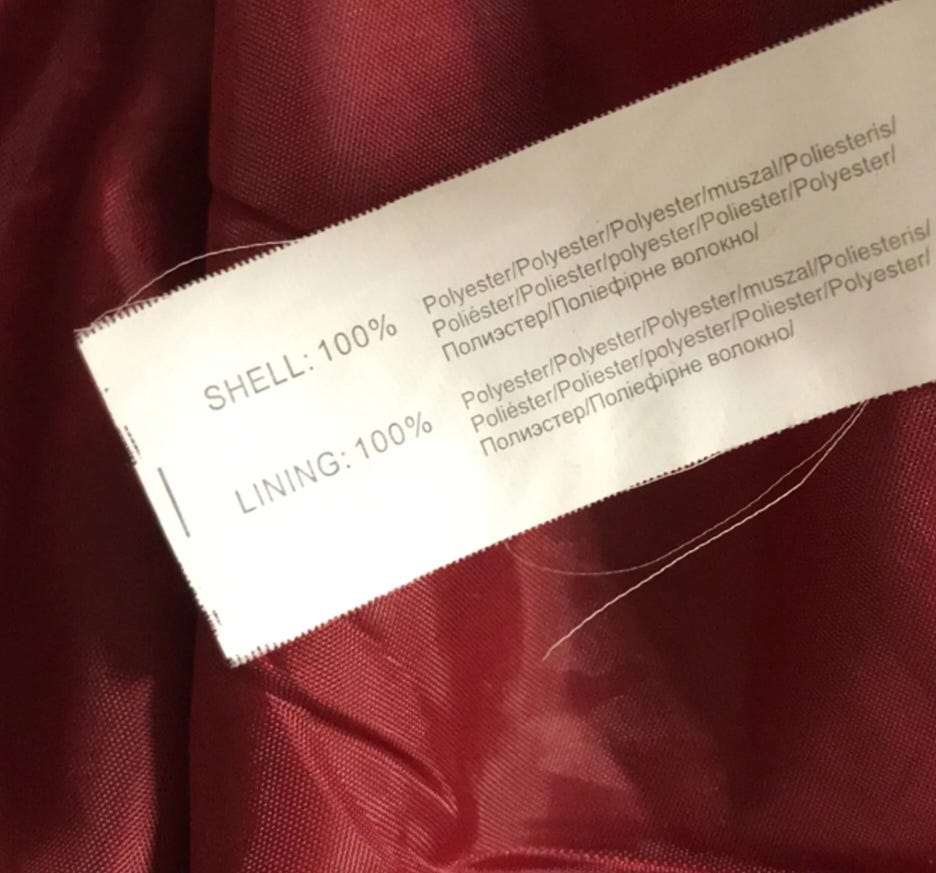 SHELL: 100%
Polyester/Polyester/Polyester/muszal/Poliesteris/
Poliéster/Poliester/polyester/Poliester/Polyester/
Полиэстер/Поліефірне волокно/
LINING: 100%
Polyester/Polyester/Polyester/muszal/Poliesteris/
Poliéster/Poliester/polyester/Poliester/Polyester/
Полиэстер/Поліефірне волокно/